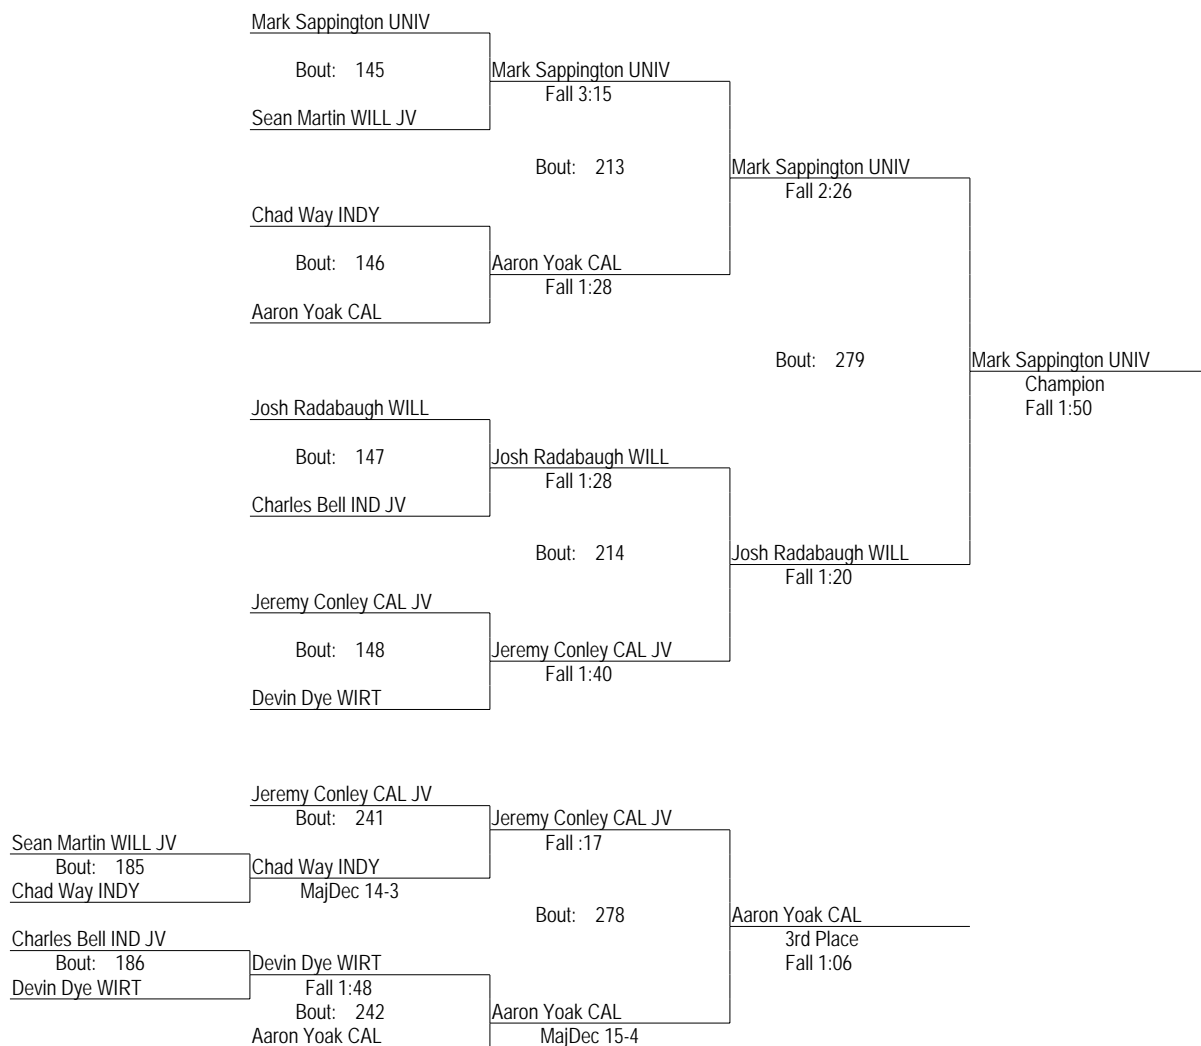 Mark Sappington UNIV
Bout: 145
Mark Sappington UNIV
Fall 3:15
Sean Martin WILL JV
Bout: 213
Mark Sappington UNIV
Fall 2:26
Chad Way INDY
Bout: 146
Aaron Yoak CAL
Fall 1:28
Aaron Yoak CAL
Bout: 279
Mark Sappington UNIV
Champion
Fall 1:50
Josh Radabaugh WILL
Bout: 147
Josh Radabaugh WILL
Fall 1:28
Charles Bell IND JV
Bout: 214
Josh Radabaugh WILL
Fall 1:20
Jeremy Conley CAL JV
Bout: 148
Jeremy Conley CAL JV
Fall 1:40
Devin Dye WIRT
Jeremy Conley CAL JV
Bout: 241
Jeremy Conley CAL JV
Fall :17
Sean Martin WILL JV
Bout: 185
Chad Way INDY
Chad Way INDY
MajDec 14-3
Bout: 278
Aaron Yoak CAL
3rd Place
Fall 1:06
Charles Bell IND JV
Bout: 186
Devin Dye WIRT
Devin Dye WIRT
Fall 1:48
Bout: 242
Aaron Yoak CAL
Aaron Yoak CAL
MajDec 15-4